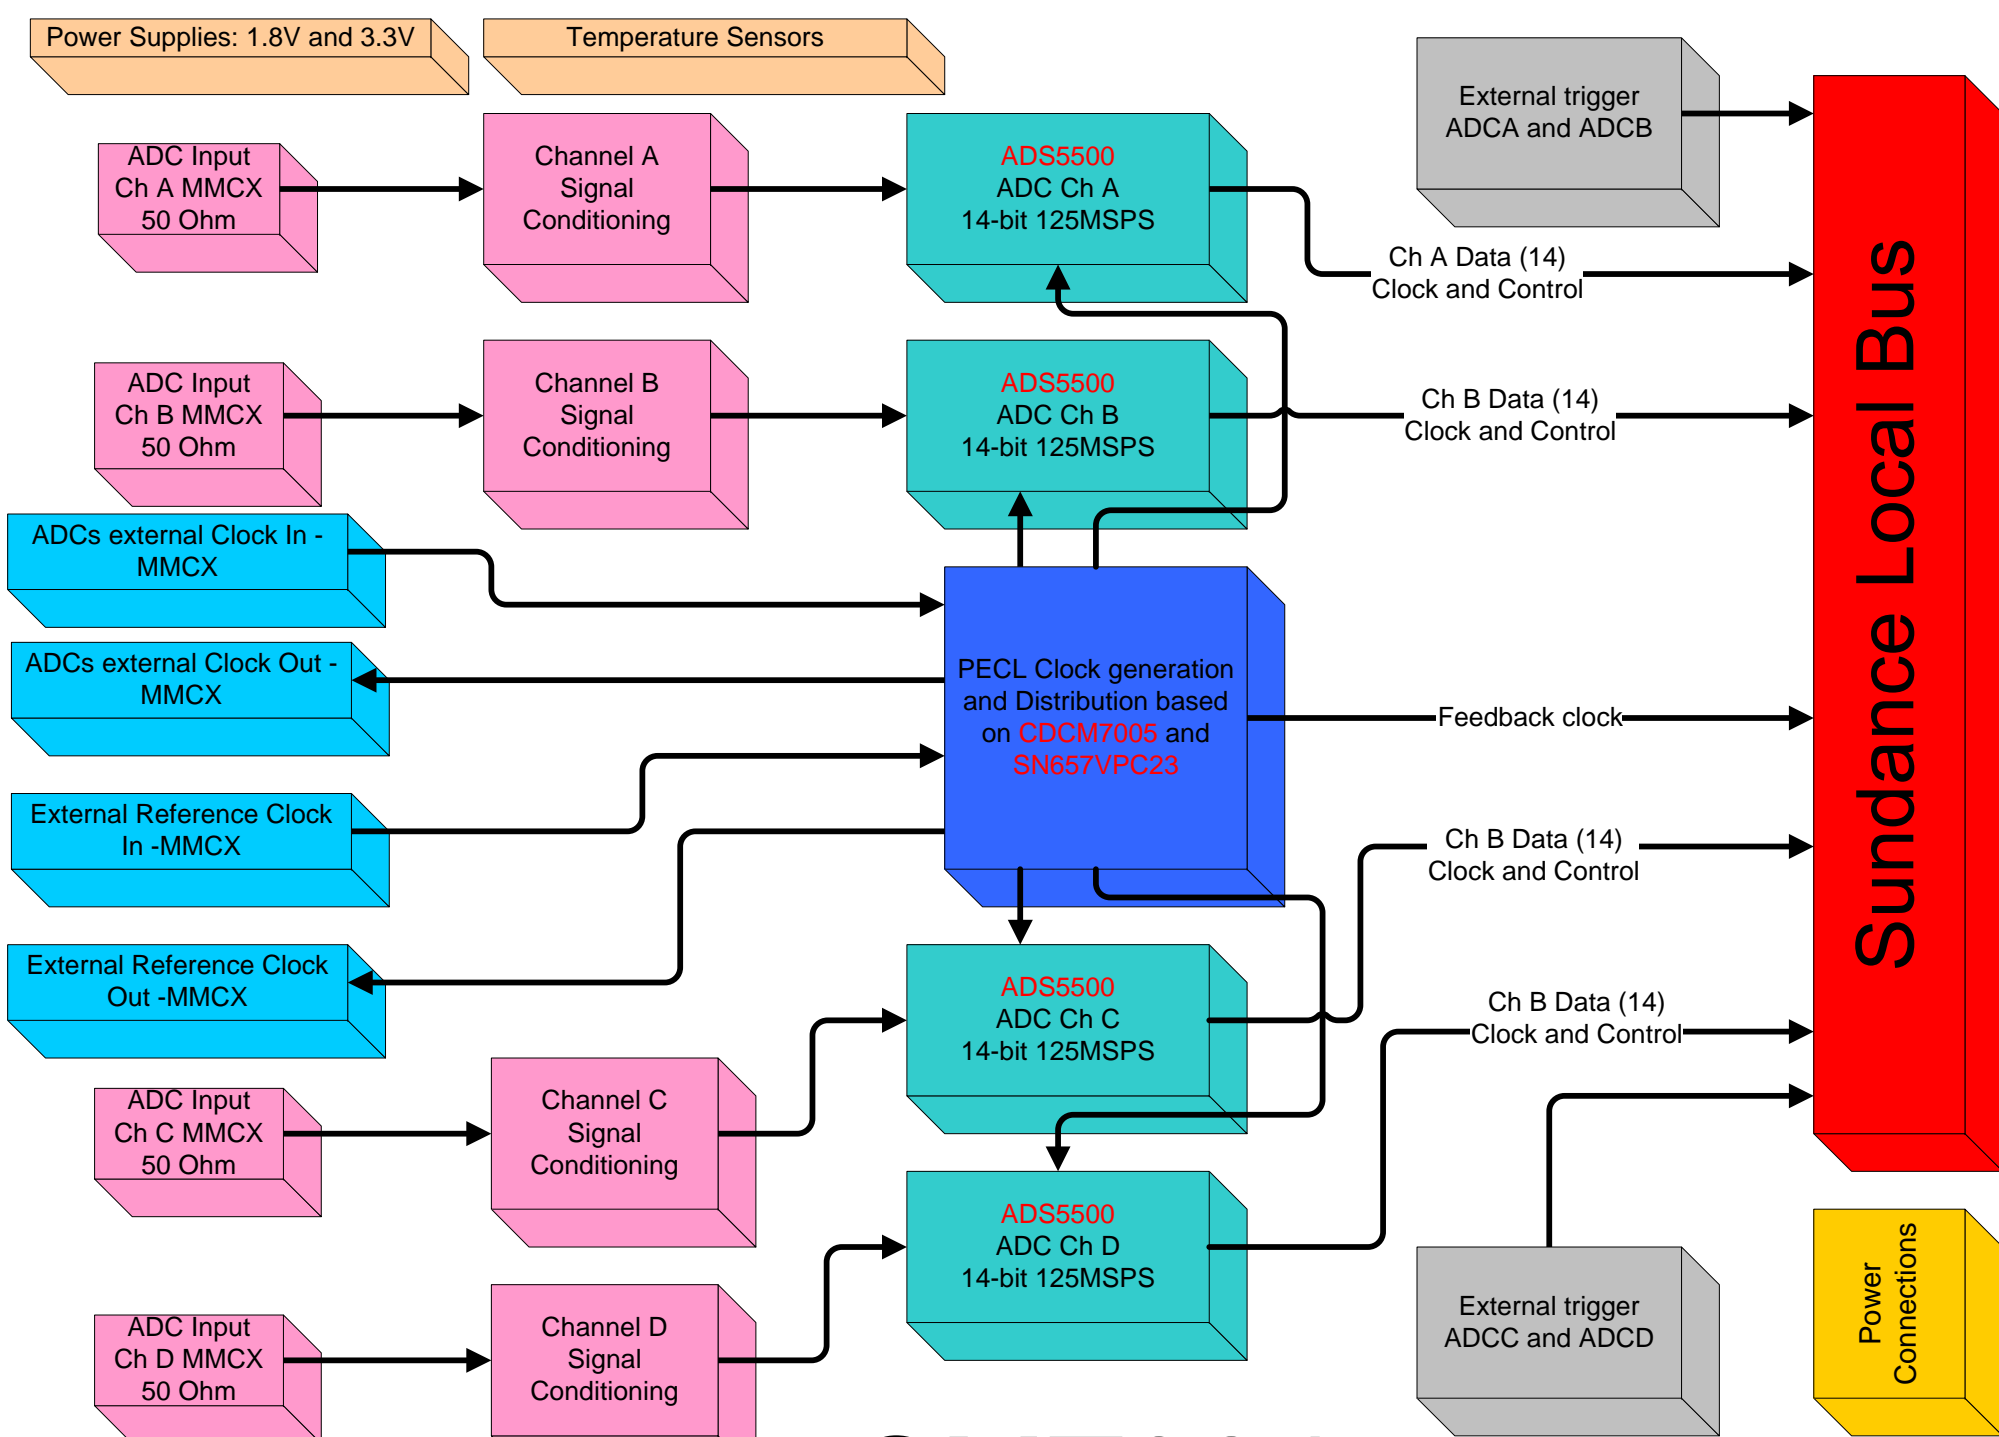 Power Supplies: 1.8V and 3.3V
Temperature Sensors
External trigger
ADCA and ADCB
ADC Input
Ch A MMCX
50 Ohm
Channel A
Signal
Conditioning
ADS5500
ADC Ch A
14-bit 125MSPS
Ch A Data (14)
Clock and Control
Sundance Local Bus
ADC Input
Ch B MMCX
50 Ohm
Channel B
Signal
Conditioning
ADS5500
ADC Ch B
14-bit 125MSPS
Ch B Data (14)
Clock and Control
ADCs external Clock In -
MMCX
ADCs external Clock Out -
MMCX
PECL Clock generation
and Distribution based
on CDCM7005 and
SN657VPC23
Feedback clock
External Reference Clock
In -MMCX
Ch B Data (14)
Clock and Control
External Reference Clock
Out -MMCX
ADS5500
ADC Ch C
14-bit 125MSPS
Ch B Data (14)
Clock and Control
ADC Input
Ch C MMCX
50 Ohm
Channel C
Signal
Conditioning
ADS5500
ADC Ch D
14-bit 125MSPS
External trigger
ADCC and ADCD
Power
Connections
ADC Input
Ch D MMCX
50 Ohm
Channel D
Signal
Conditioning